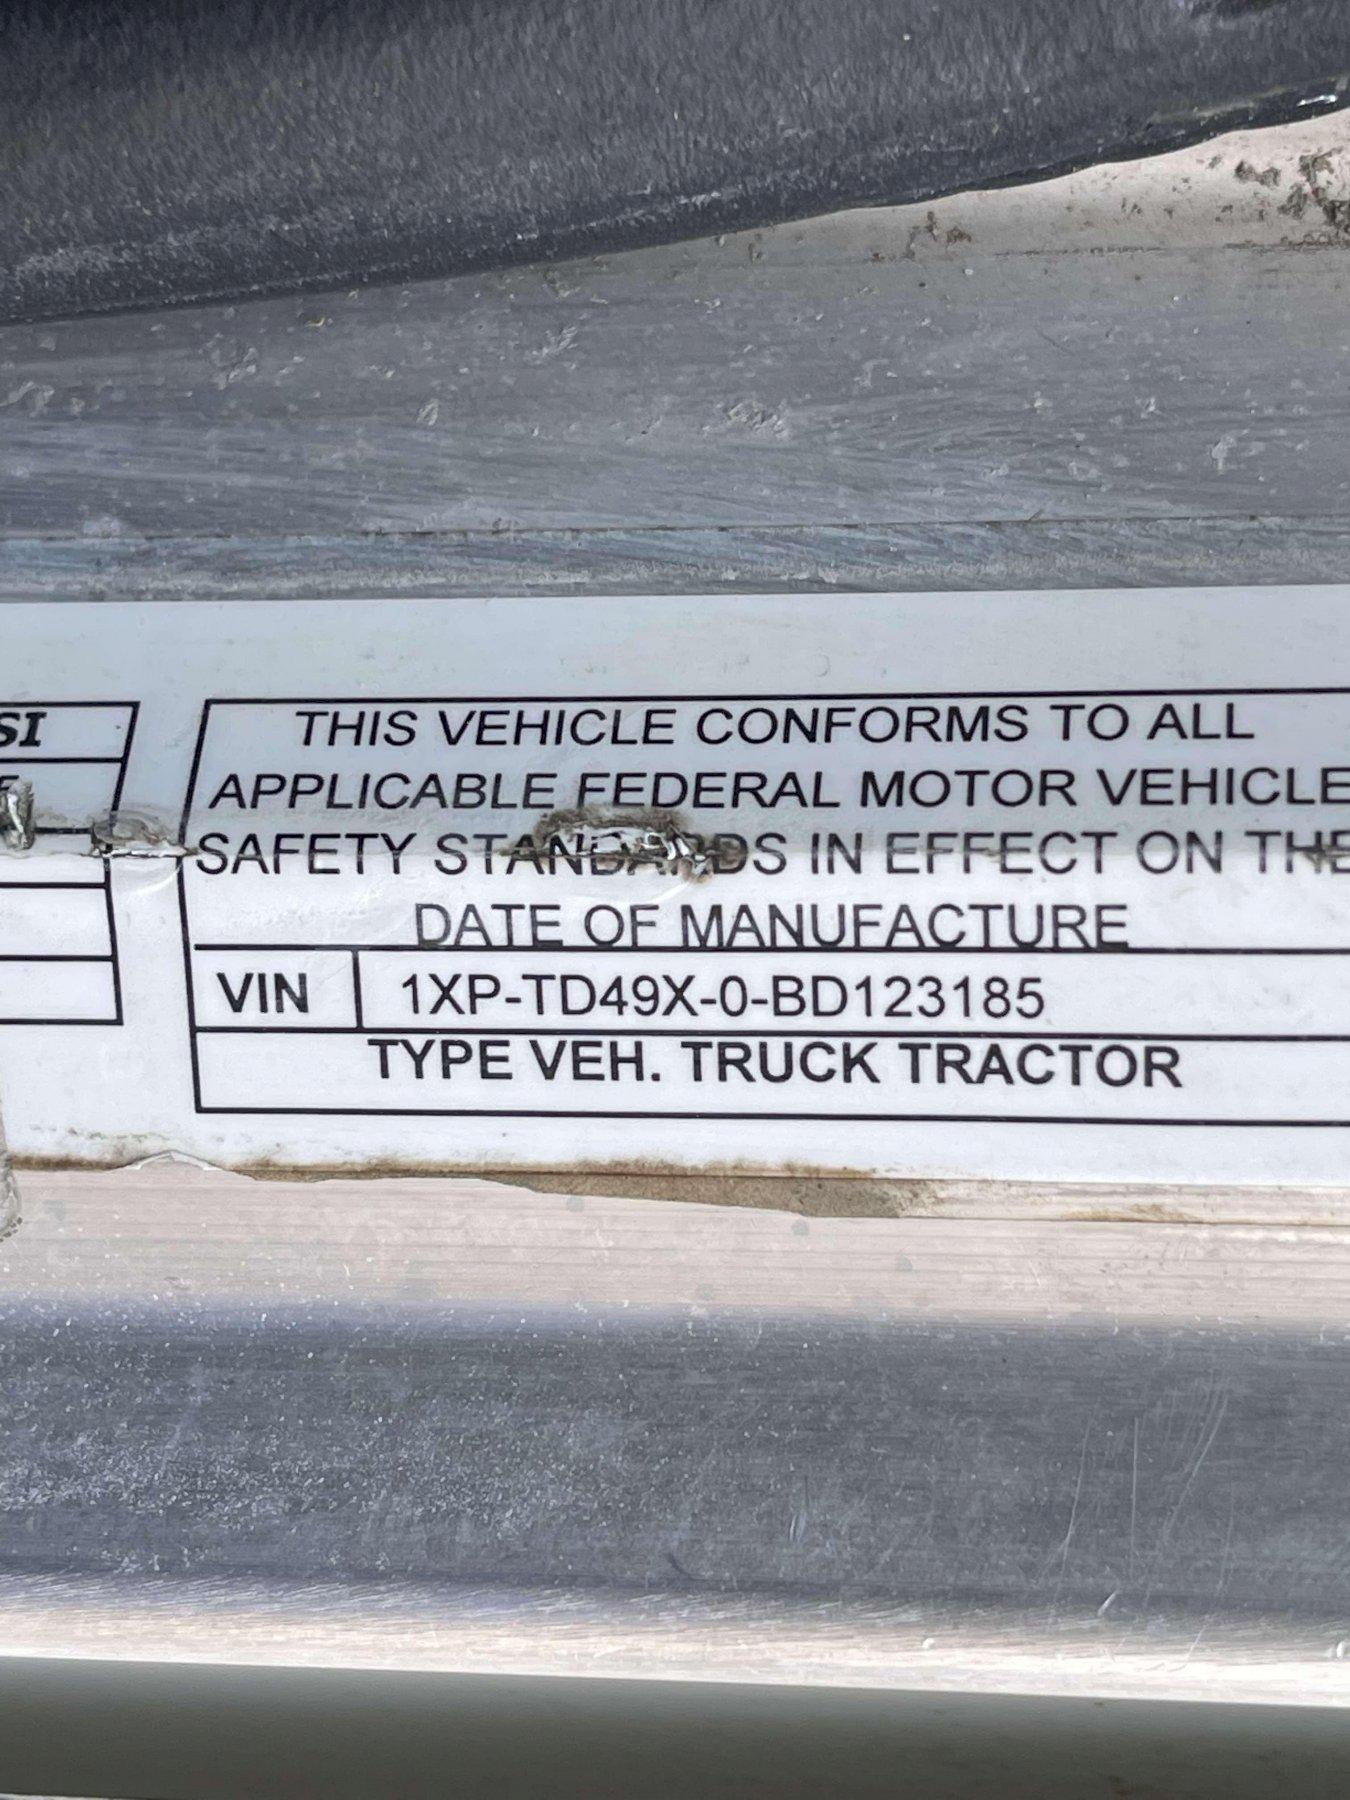 SI
THIS VEHICLE CONFORMS TO ALL
APPLICABLE FEDERAL MOTOR VEHICLE
SAFETY STANDARDS IN EFFECT ON THE
DATE OF MANUFACTURE
VIN 1XP-TD49X-0-BD123185
TYPE VEH. TRUCK TRACTOR